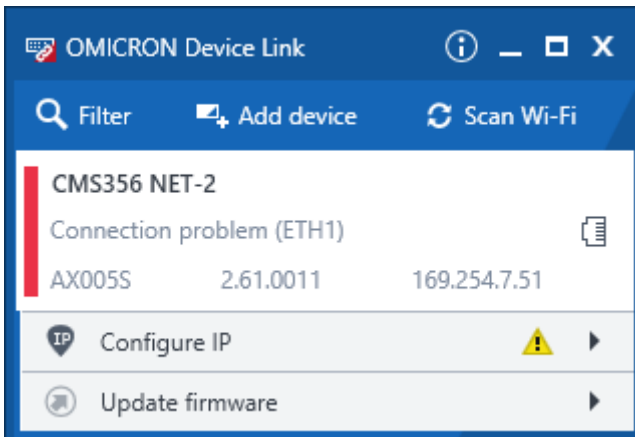 OMICRON Device Link
Filter Add device Scan Wi-Fi
CMS356 NET-2
Connection problem (ETH1)
AX005S 2.61.0011 169.254.7.51
IP Configure IP
Update firmware